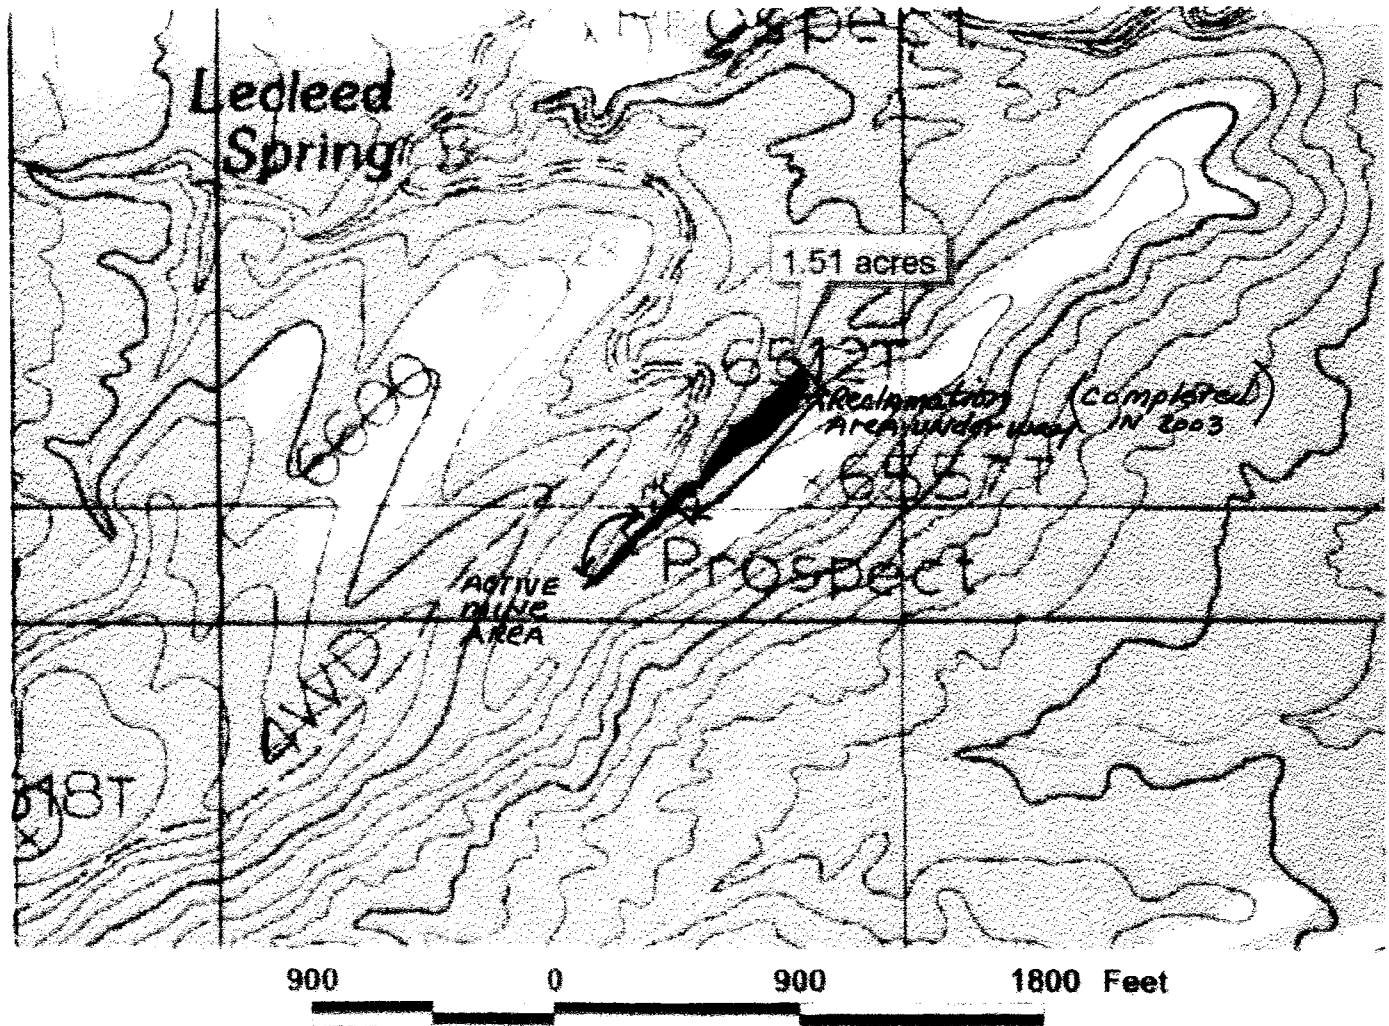 Prospect
Ledleed
Spring
1.51 acres
6512T
6600
Reclamation (Completed)
Area under way IN 2003
6557T
Prospect
ACTIVE
MINE
AREA
4WD
18T
900 0 900 1800 Feet